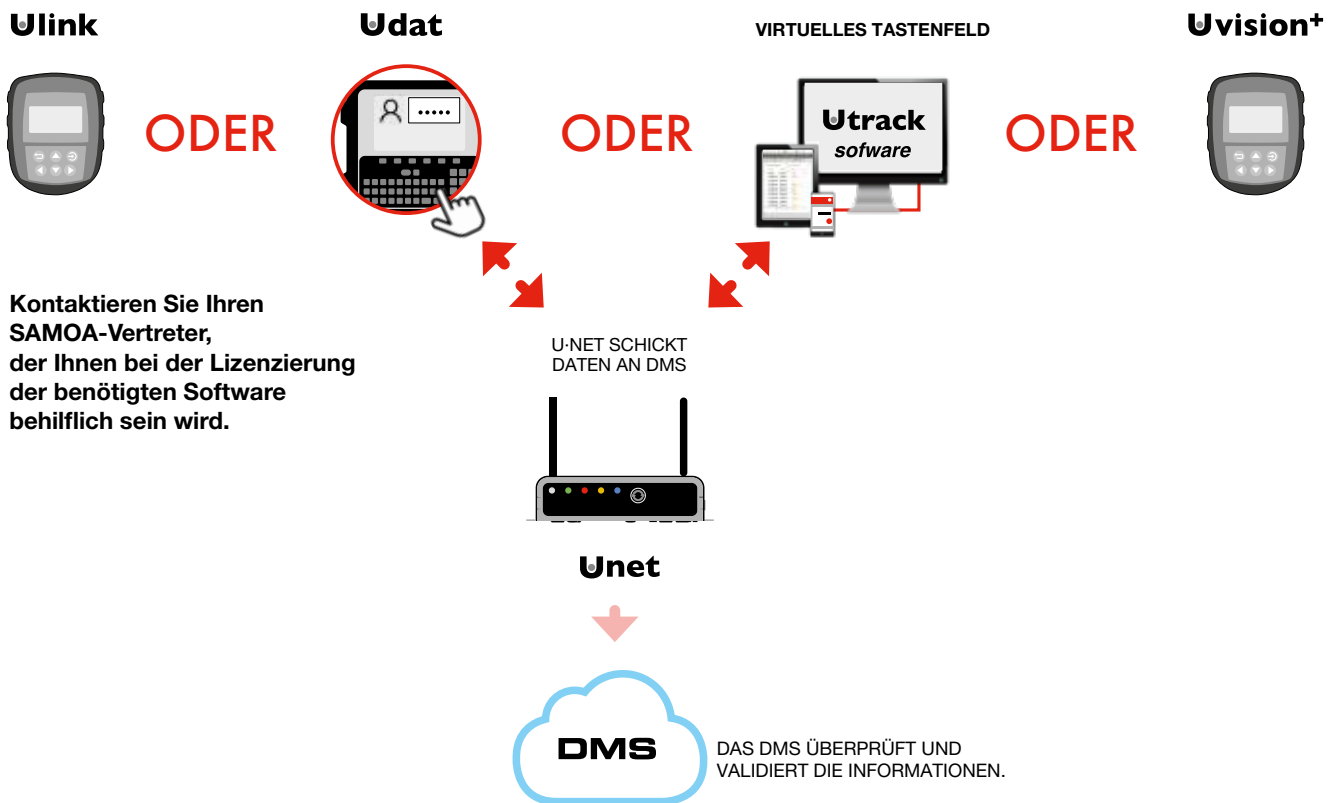 Ulink
Udat
VIRTUELLES TASTENFELD
Uvision+
ODER
ODER
Utrack
sofware
ODER
Kontaktieren Sie Ihren
SAMOA-Vertreter,
der Ihnen bei der Lizenzierung
der benötigten Software
behilflich sein wird.
U·NET SCHICKT
DATEN AN DMS
Unet
DMS
DAS DMS ÜBERPRÜFT UND
VALIDIERT DIE INFORMATIONEN.